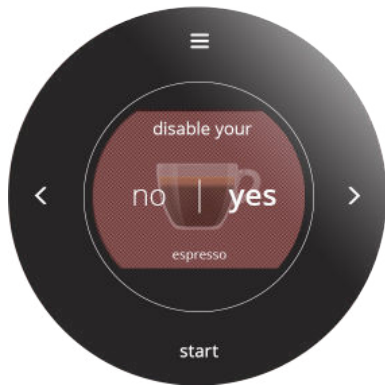 disable your
no | yes
espresso
start